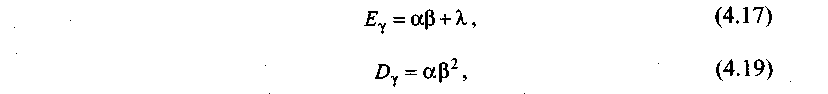 E_γ = αβ + λ, (4.17)
D_γ = αβ², (4.19)